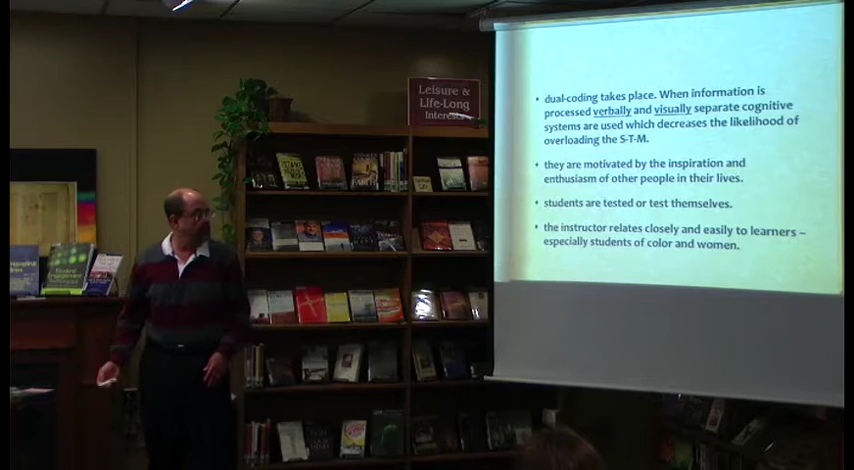 Leisure &
Life-Long
Interests
• dual-coding takes place. When information is
processed verbally and visually separate cognitive
systems are used which decreases the likelihood of
overloading the S-T-M.
• they are motivated by the inspiration and
enthusiasm of other people in their lives.
• students are tested or test themselves.
• the instructor relates closely and easily to learners –
especially students of color and women.